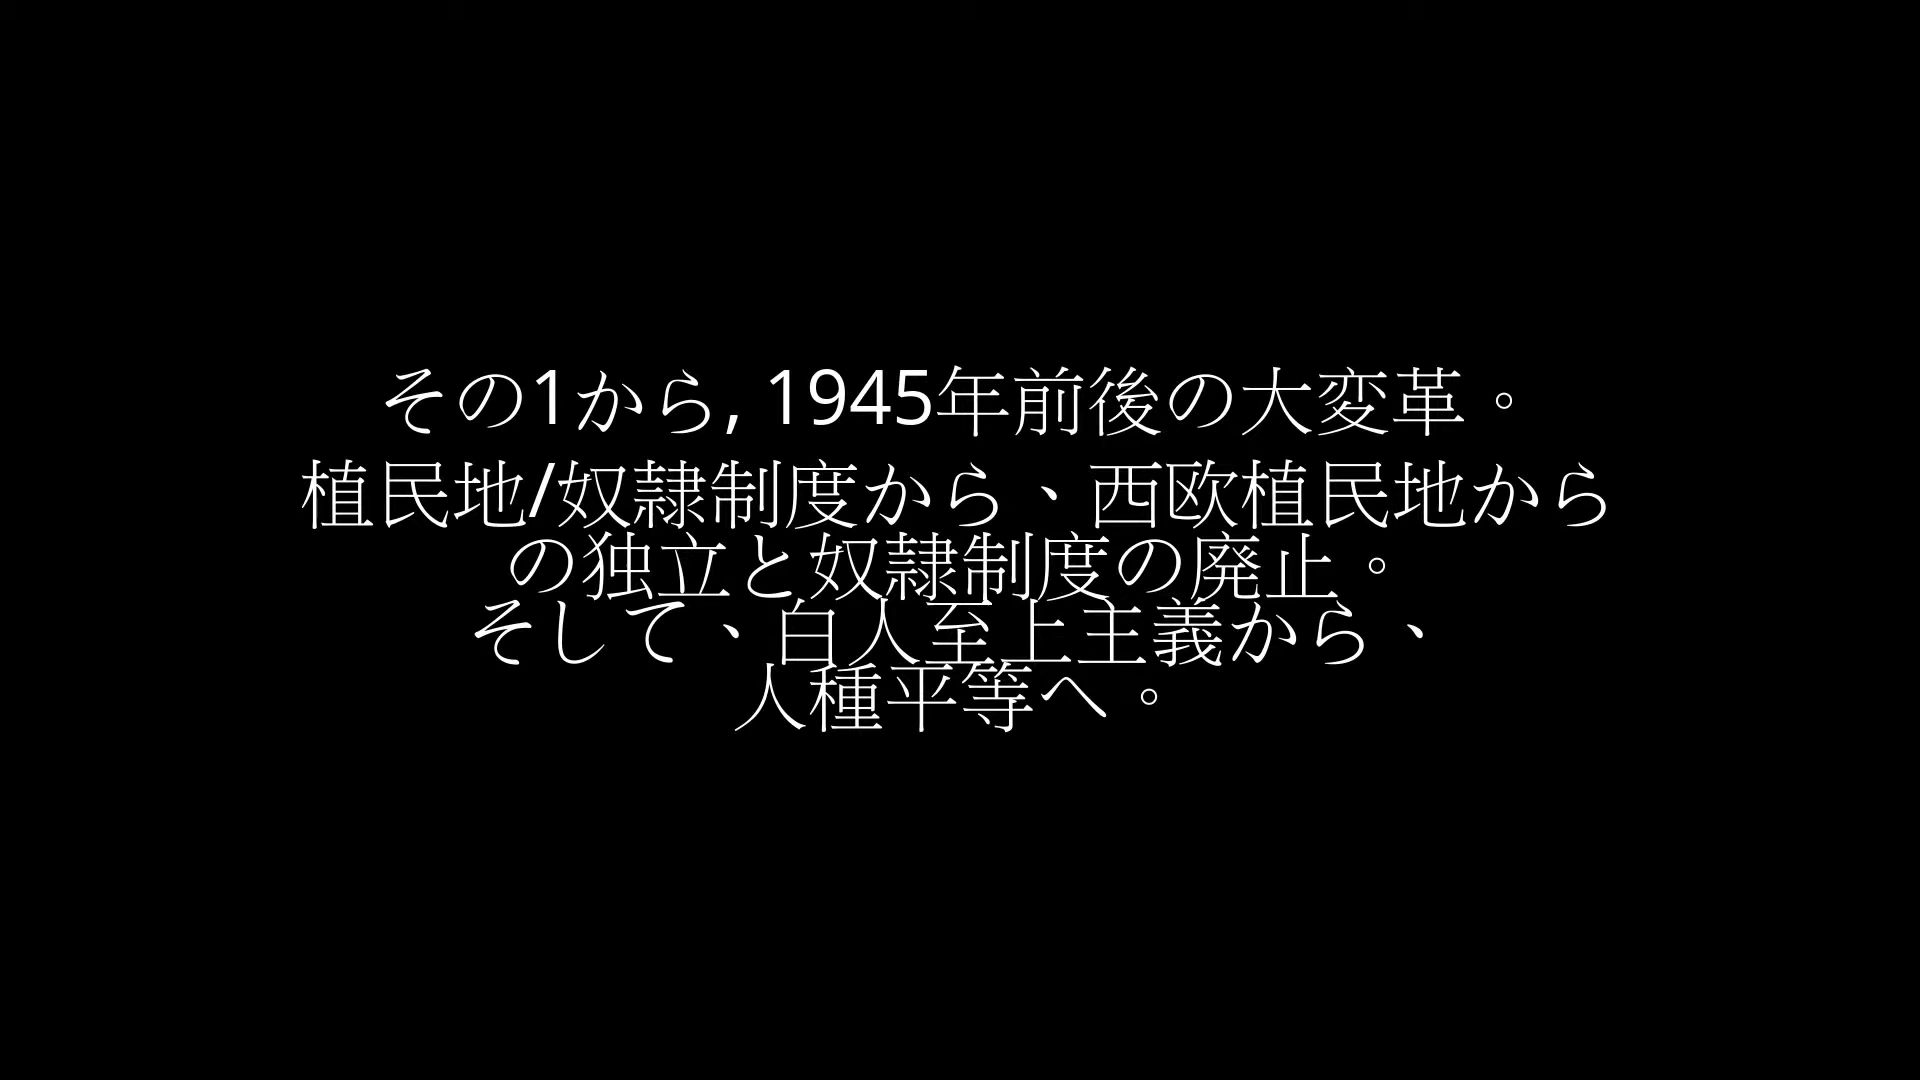 その1から, 1945年前後の大変革。
植民地/奴隷制度から、西欧植民地から
の独立と奴隷制度の廃止。
そして、白人至上主義から、
人種平等へ。